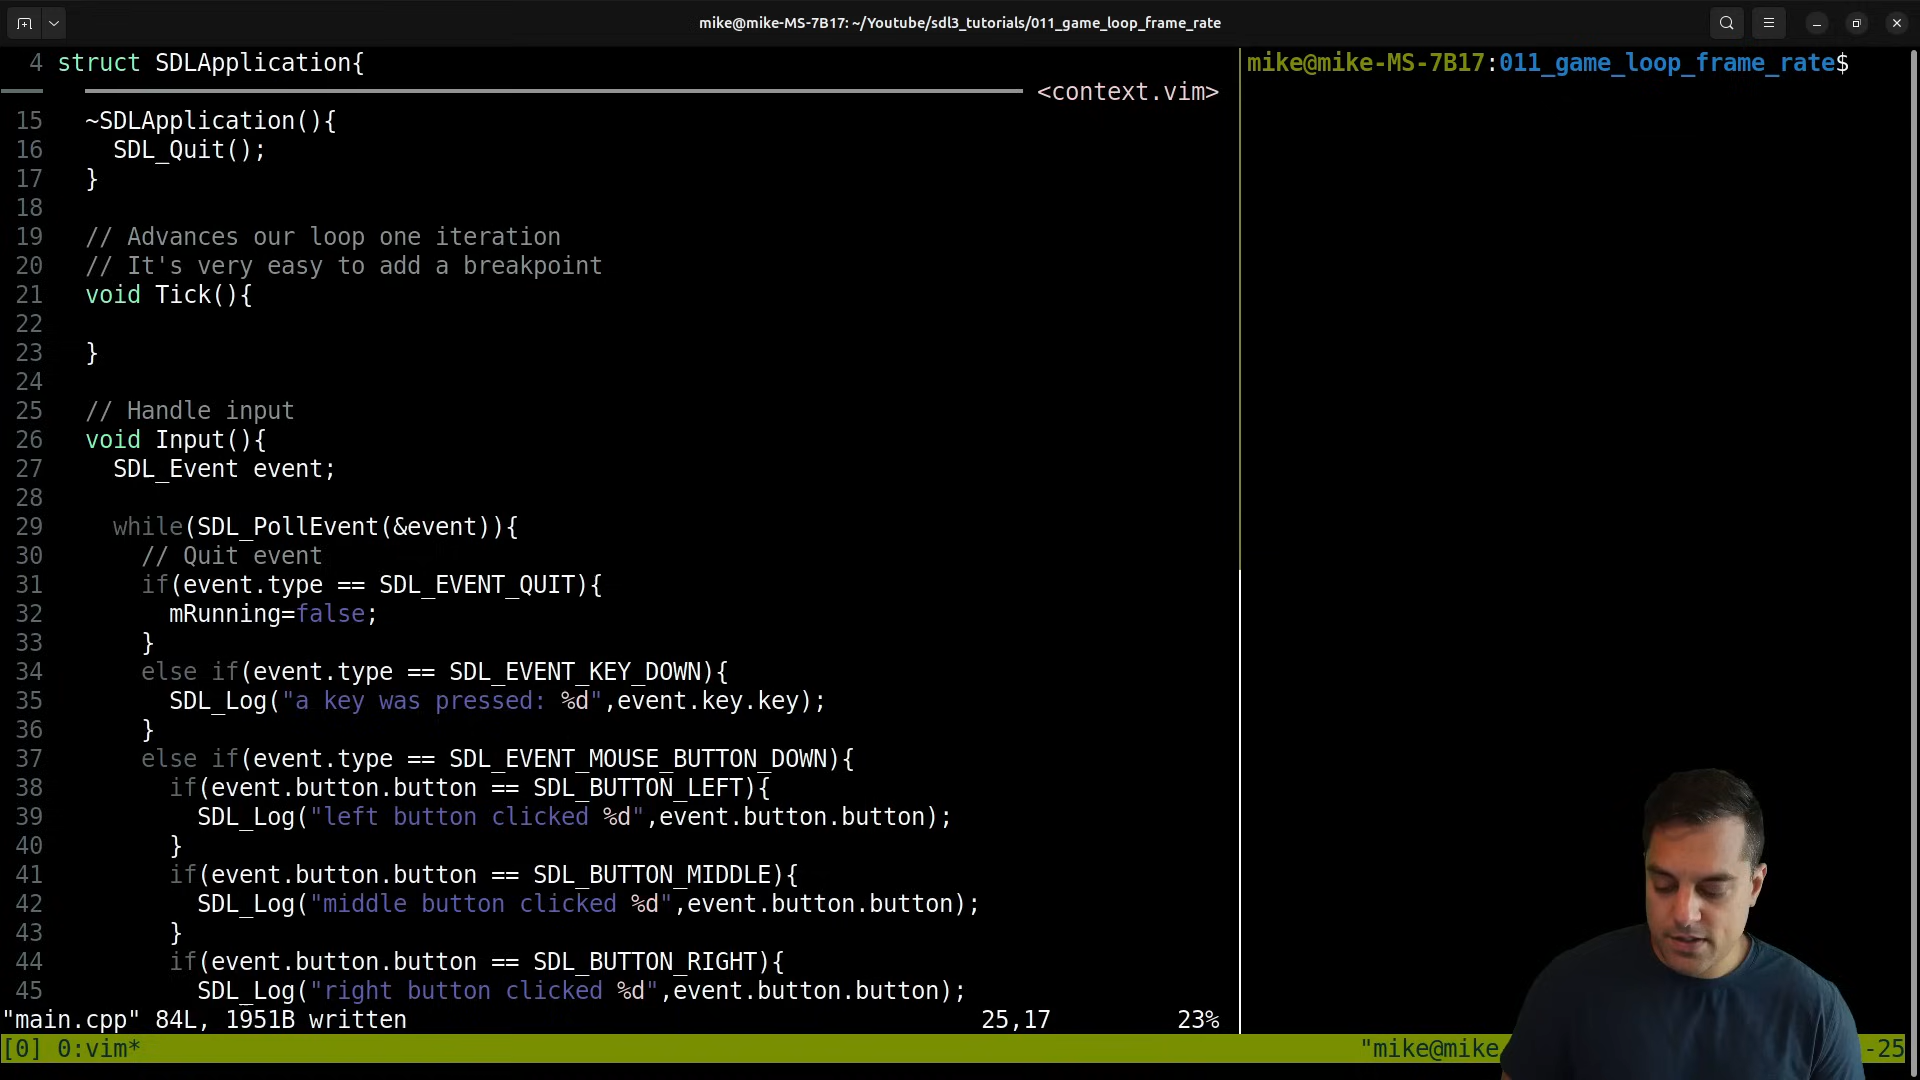 mike@mike-MS-7B17: ~/Youtube/sdl3_tutorials/011_game_loop_frame_rate
4 struct SDLApplication{
<context.vim>
15 ~SDLApplication(){
16 SDL_Quit();
17 }
18
19 // Advances our loop one iteration
20 // It's very easy to add a breakpoint
21 void Tick(){
22
23 }
24
25 // Handle input
26 void Input(){
27 SDL_Event event;
28
29 while(SDL_PollEvent(&event)){
30 // Quit event
31 if(event.type == SDL_EVENT_QUIT){
32 mRunning=false;
33 }
34 else if(event.type == SDL_EVENT_KEY_DOWN){
35 SDL_Log("a key was pressed: %d",event.key.key);
36 }
37 else if(event.type == SDL_EVENT_MOUSE_BUTTON_DOWN){
38 if(event.button.button == SDL_BUTTON_LEFT){
39 SDL_Log("left button clicked %d",event.button.button);
40 }
41 if(event.button.button == SDL_BUTTON_MIDDLE){
42 SDL_Log("middle button clicked %d",event.button.button);
43 }
44 if(event.button.button == SDL_BUTTON_RIGHT){
45 SDL_Log("right button clicked %d",event.button.button);
"main.cpp" 84L, 1951B written 25,17 23%
mike@mike-MS-7B17:011_game_loop_frame_rate$
[0] 0:vim* "mike@mike -25